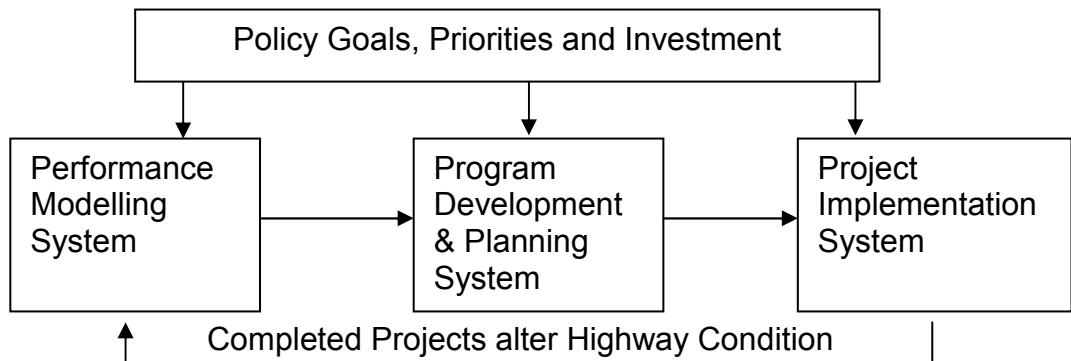 Policy Goals, Priorities and Investment
Performance
Modelling
System
Program
Development
& Planning
System
Project
Implementation
System
Completed Projects alter Highway Condition